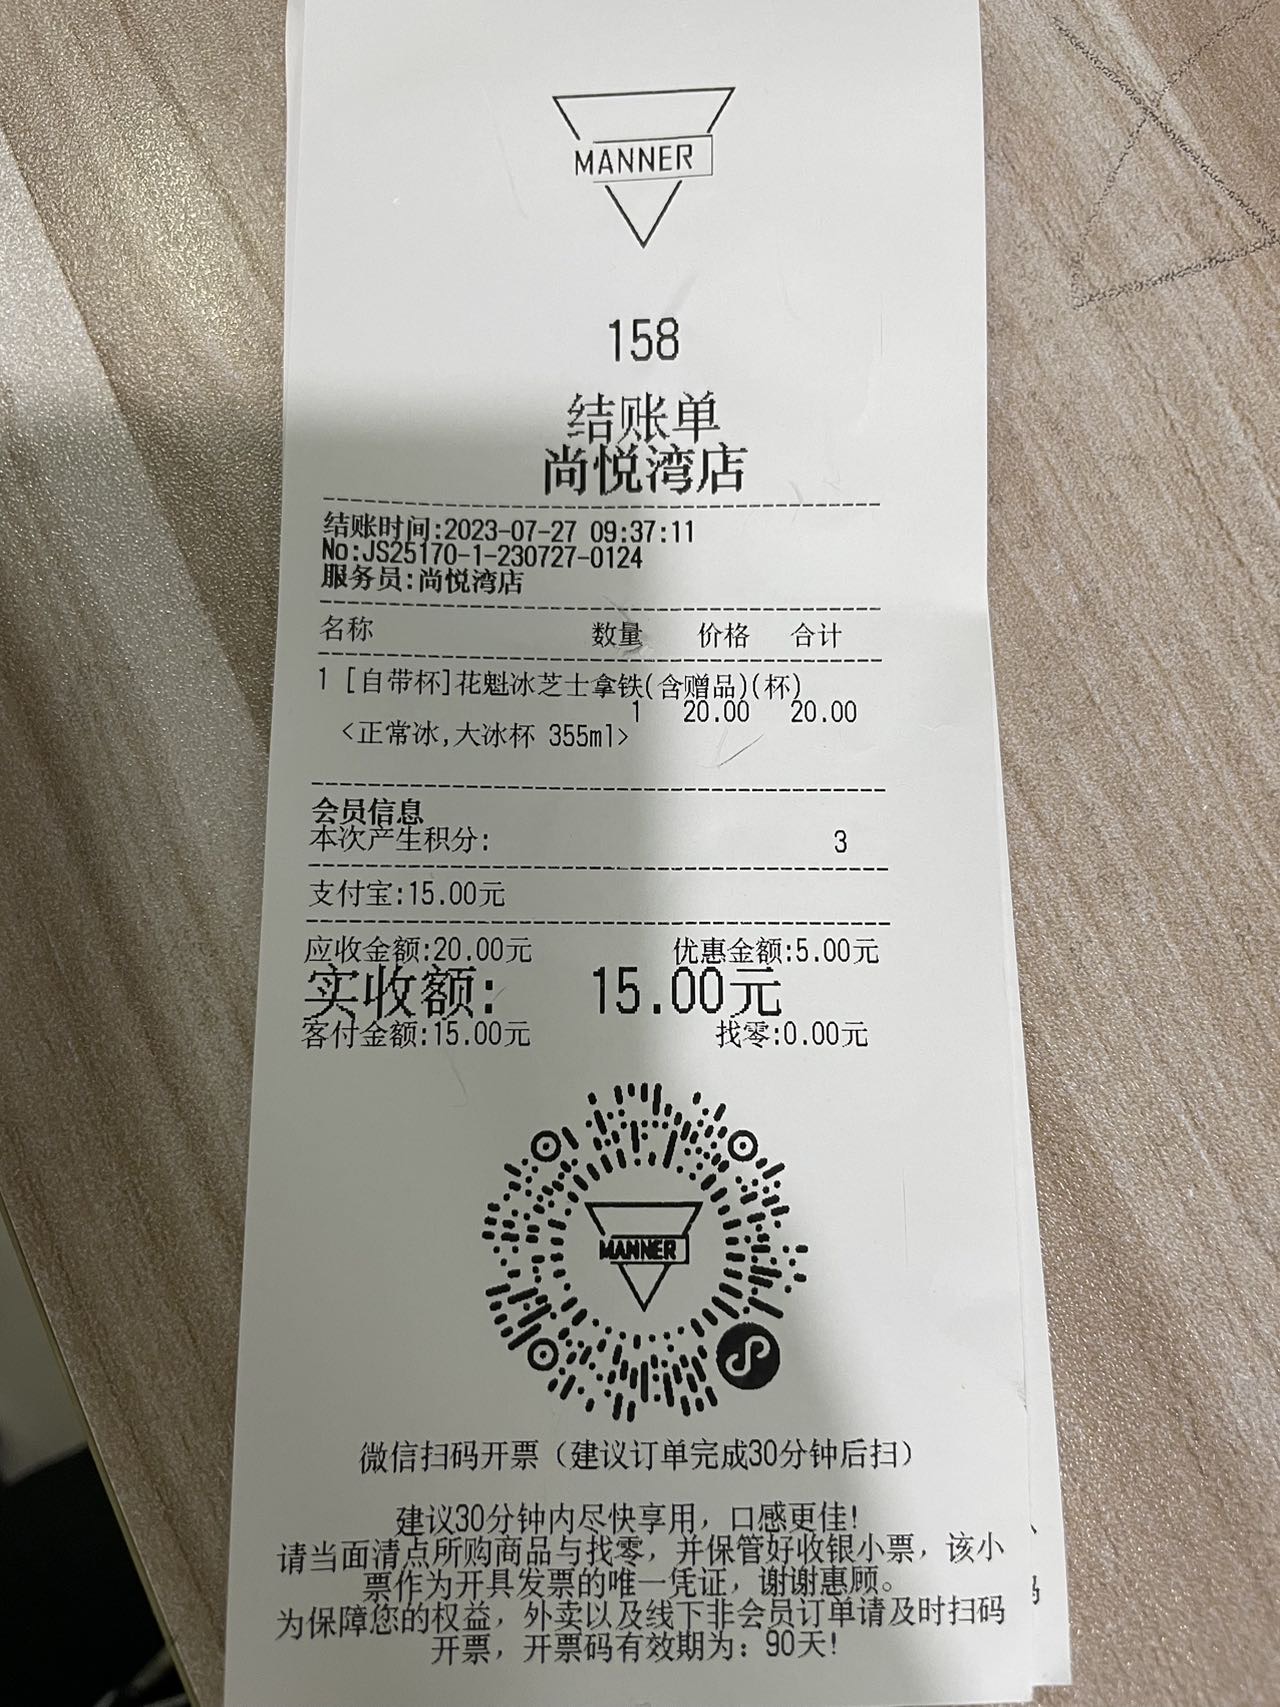 MANNER
158
结账单
尚悦湾店
结账时间:2023-07-27 09:37:11
No:JS25170-1-230727-0124
服务员:尚悦湾店
名称 数量 价格 合计
1 [自带杯]花魁冰芝士拿铁(含赠品)(杯)
1 20.00 20.00
<正常冰,大冰杯 355ml>
会员信息
本次产生积分: 3
支付宝:15.00元
应收金额:20.00元 优惠金额:5.00元
实收额: 15.00元
客付金额:15.00元 找零:0.00元
MANNER
微信扫码开票（建议订单完成30分钟后扫）
建议30分钟内尽快享用，口感更佳!
请当面清点所购商品与找零，并保管好收银小票，该小
票作为开具发票的唯一凭证，谢谢惠顾。
为保障您的权益，外卖以及线下非会员订单请及时扫码
开票，开票码有效期为：90天!